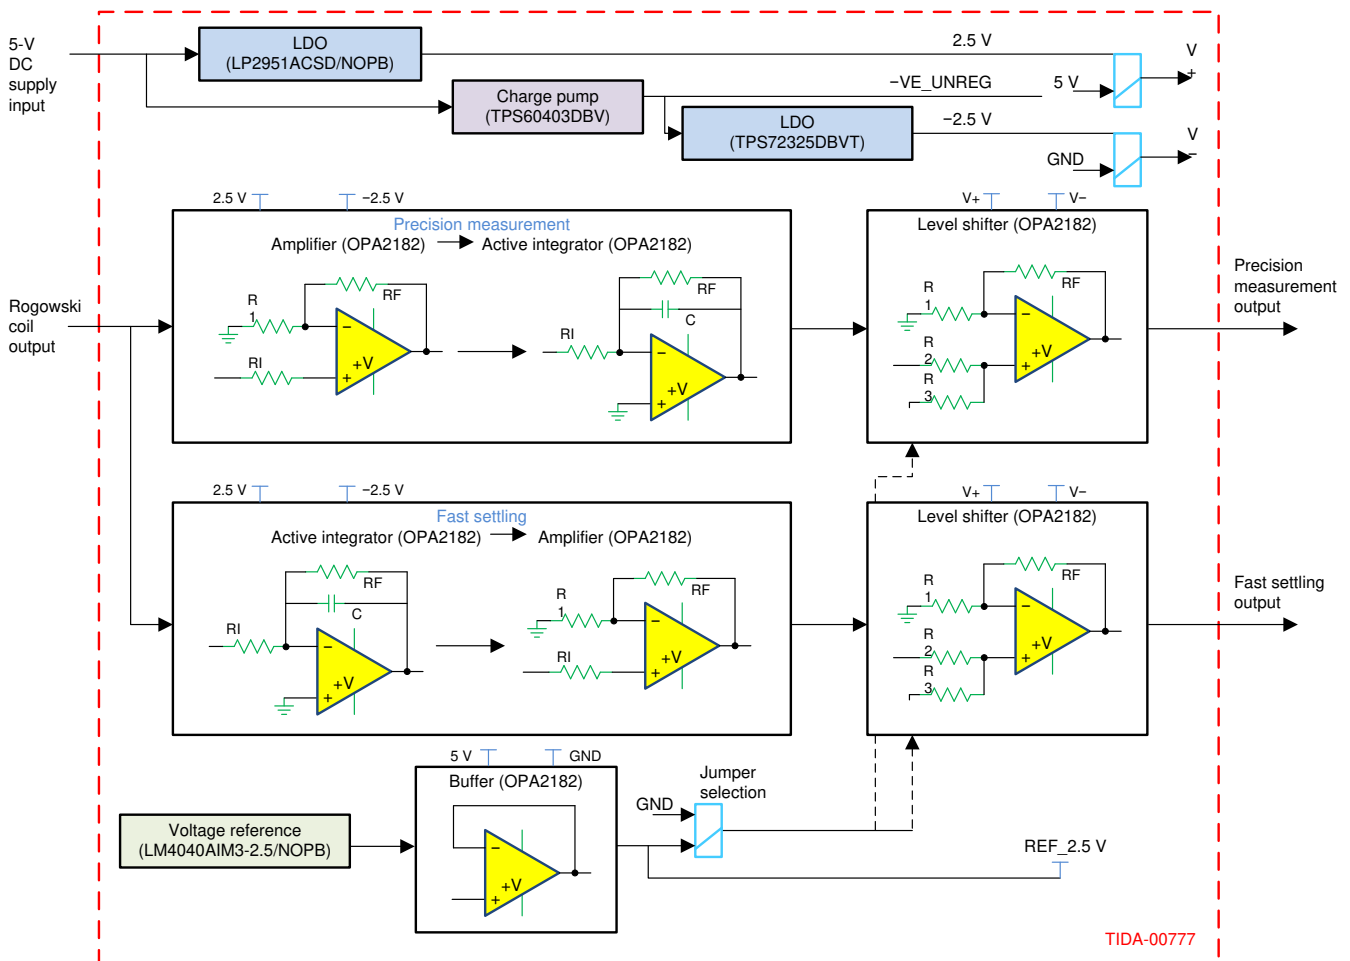 5-V
DC
supply
input
LDO
(LP2951ACSD/NOPB)
2.5 V
V
+
5 V
Charge pump
(TPS60403DBV)
−VE_UNREG
LDO
(TPS72325DBVT)
−2.5 V
V
−
GND
2.5 V
−2.5 V
Precision measurement
Amplifier (OPA2182)
Active integrator (OPA2182)
R
1
RF
RI
−
+V
+
RI
RF
C
−
+V
+
V+
V−
Level shifter (OPA2182)
R
1
RF
R
2
R
3
−
+V
+
Rogowski
coil
output
Precision
measurement
output
2.5 V
−2.5 V
Fast settling
Active integrator (OPA2182)
Amplifier (OPA2182)
RI
RF
C
−
+V
+
R
1
RF
RI
−
+V
+
V+
V−
Level shifter (OPA2182)
R
1
RF
R
2
R
3
−
+V
+
Fast settling
output
5 V
GND
Buffer (OPA2182)
−
+V
+
Voltage reference
(LM4040AIM3-2.5/NOPB)
Jumper
selection
GND
REF_2.5 V
TIDA-00777